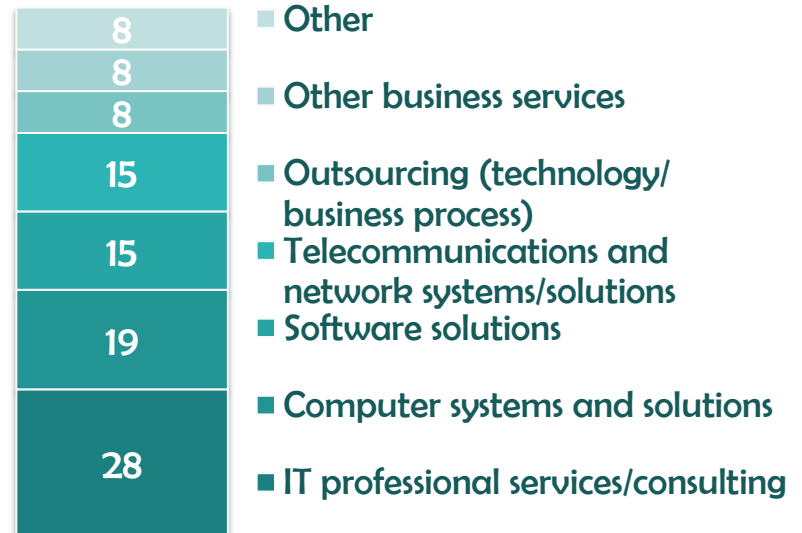 8
8
8
15
15
19
28
Other
Other business services
Outsourcing (technology/
business process)
Telecommunications and
network systems/solutions
Software solutions
Computer systems and solutions
IT professional services/consulting